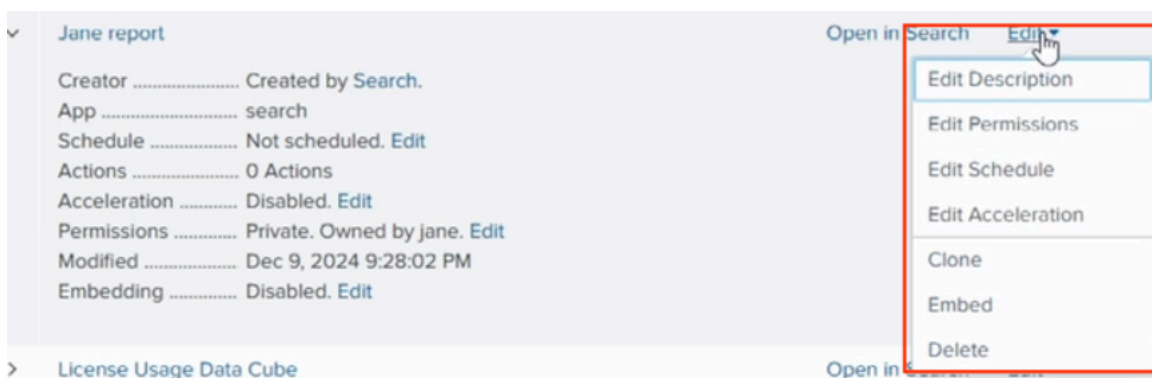 Jane report Open in Search Edit
Creator ...................... Created by Search.
App ............................ search
Schedule .................. Not scheduled. Edit
Actions ...................... 0 Actions
Acceleration ............ Disabled. Edit
Permissions ............. Private. Owned by jane. Edit
Modified ................... Dec 9, 2024 9:28:02 PM
Embedding .............. Disabled. Edit
Edit Description
Edit Permissions
Edit Schedule
Edit Acceleration
Clone
Embed
Delete
License Usage Data Cube Open in